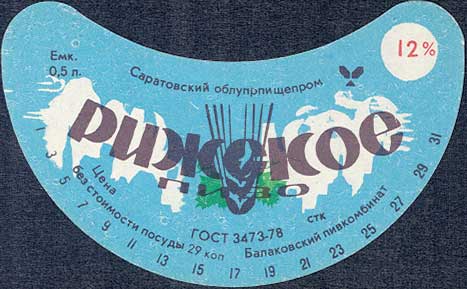 Емк.
0,5 л.
Саратовский облупрпищепром
12%
Рижское
пиво
Цена
без стоимости посуды 29 коп
ГОСТ 3473-78
стк
Балаковский пивкомбинат
1 3 5 7 9 11 13 15 17 19 21 23 25 27 29 31